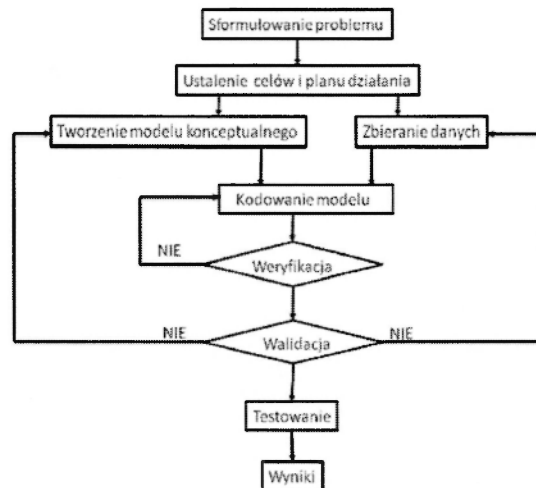 Sformułowanie problemu
Ustalenie celów i planu działania
Tworzenie modelu konceptualnego
Zbieranie danych
Kodowanie modelu
NIE
Weryfikacja
NIE
Walidacja
NIE
Testowanie
Wyniki